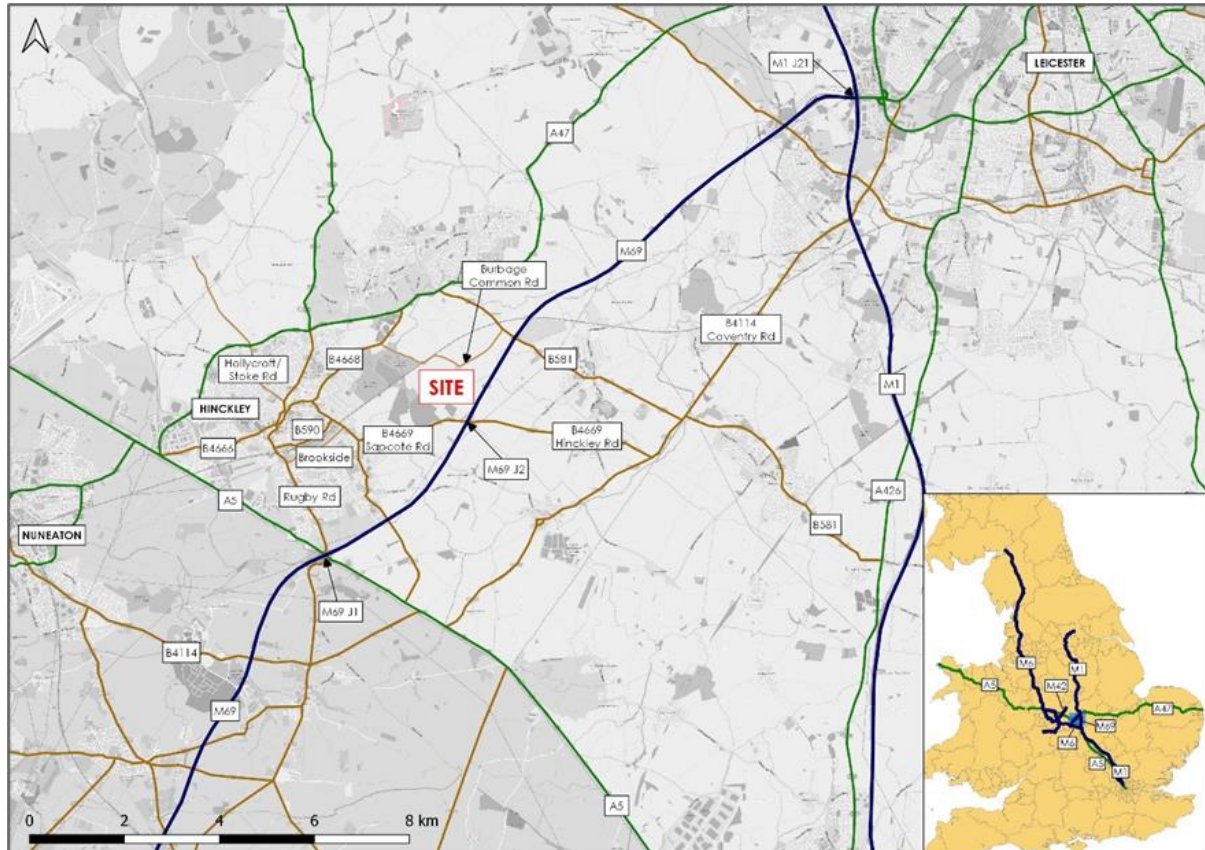 M1 J21
LEICESTER
A47
M69
Burbage
Common Rd
B4114
Coventry Rd
B4668
Hollycroft/
Stoke Rd
B581
SITE
M1
HINCKLEY
B590
B4669
Sapcote Rd
B4669
Hinckley Rd
B4666
Brookside
M69 J2
Rugby Rd
A5
A426
NUNEATON
B581
M69 J1
B4114
M69
A5
0 2 4 6 8 km
M6
M1
A5
M42
A47
M69
M6
A5
M1